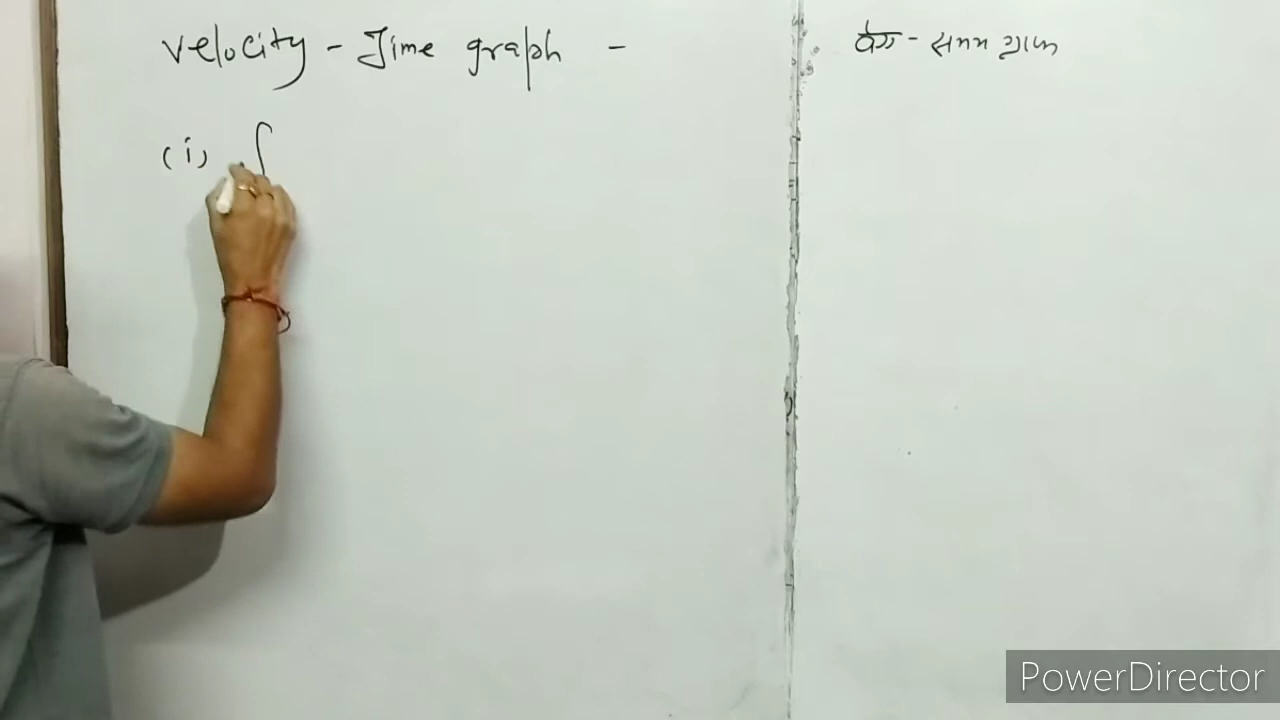 Velocity - Time graph -
वेग - समय ग्राफ
(i)
PowerDirector